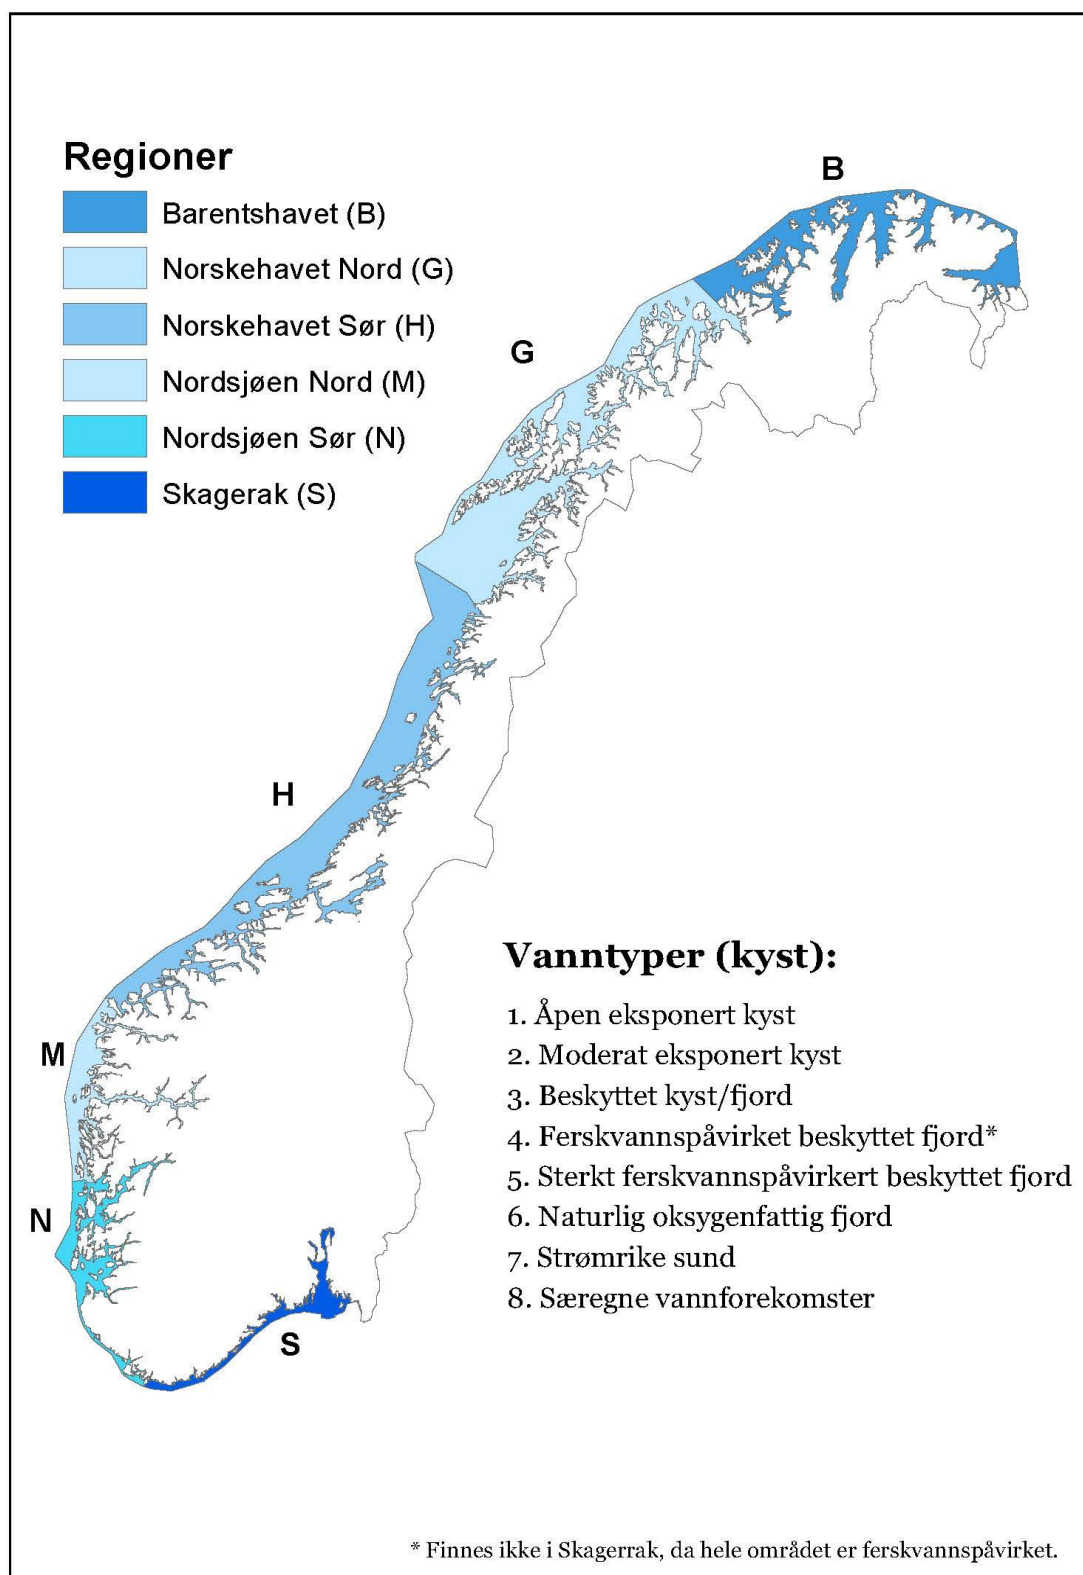 Regioner
Barentshavet (B)
Norskehavet Nord (G)
Norskehavet Sør (H)
Nordsjøen Nord (M)
Nordsjøen Sør (N)
Skagerak (S)
B
G
H
M
N
S
Vanntyper (kyst):
1. Åpen eksponert kyst
2. Moderat eksponert kyst
3. Beskyttet kyst/fjord
4. Ferskvannspåvirket beskyttet fjord*
5. Sterkt ferskvannspåvirkert beskyttet fjord
6. Naturlig oksygenfattig fjord
7. Strømrike sund
8. Særegne vannforekomster
* Finnes ikke i Skagerrak, da hele området er ferskvannspåvirket.